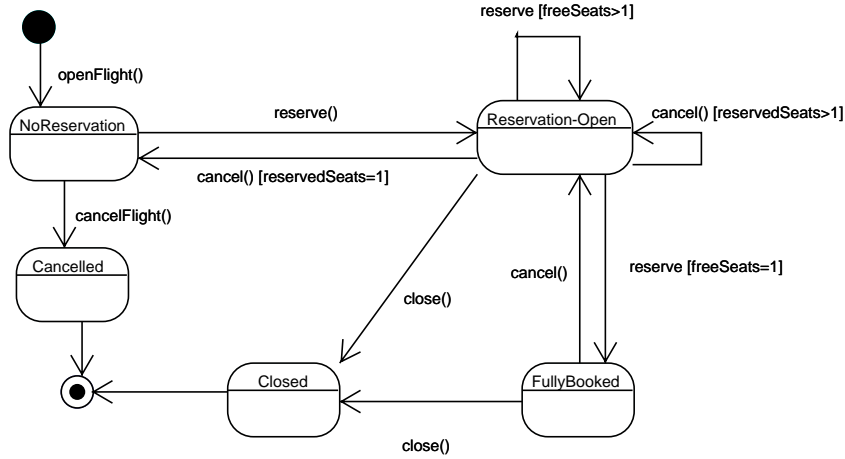 reserve [freeSeats>1]
openFlight()
reserve()
cancel() [reservedSeats>1]
NoReservation
Reservation-Open
cancel() [reservedSeats=1]
cancelFlight()
Cancelled
cancel()
reserve [freeSeats=1]
close()
Closed
FullyBooked
close()